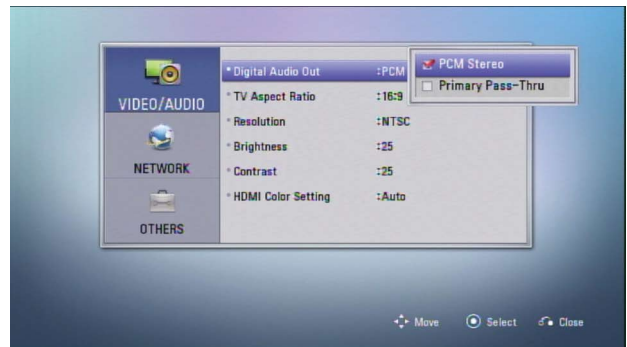 VIDEO/AUDIO
NETWORK
OTHERS
Digital Audio Out :PCM
TV Aspect Ratio :16:9
Resolution :NTSC
Brightness :25
Contrast :25
HDMI Color Setting :Auto
PCM Stereo
Primary Pass-Thru
Move Select Close